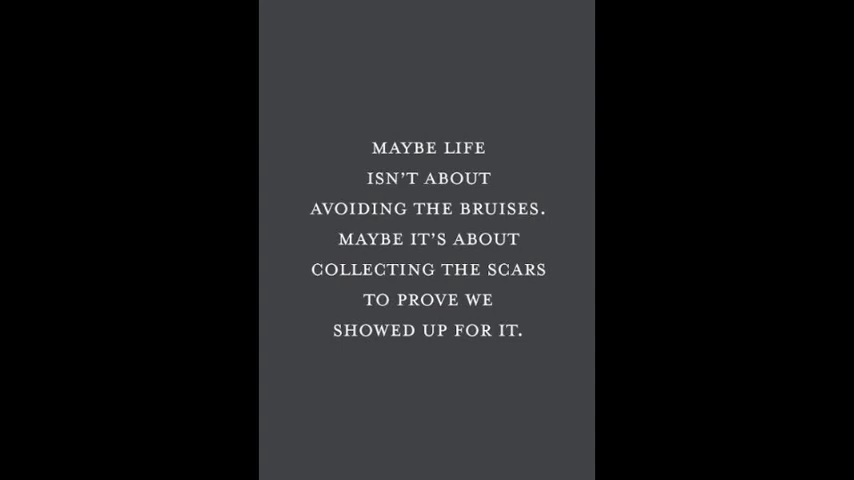 MAYBE LIFE
ISN'T ABOUT
AVOIDING THE BRUISES.
MAYBE IT'S ABOUT
COLLECTING THE SCARS
TO PROVE WE
SHOWED UP FOR IT.